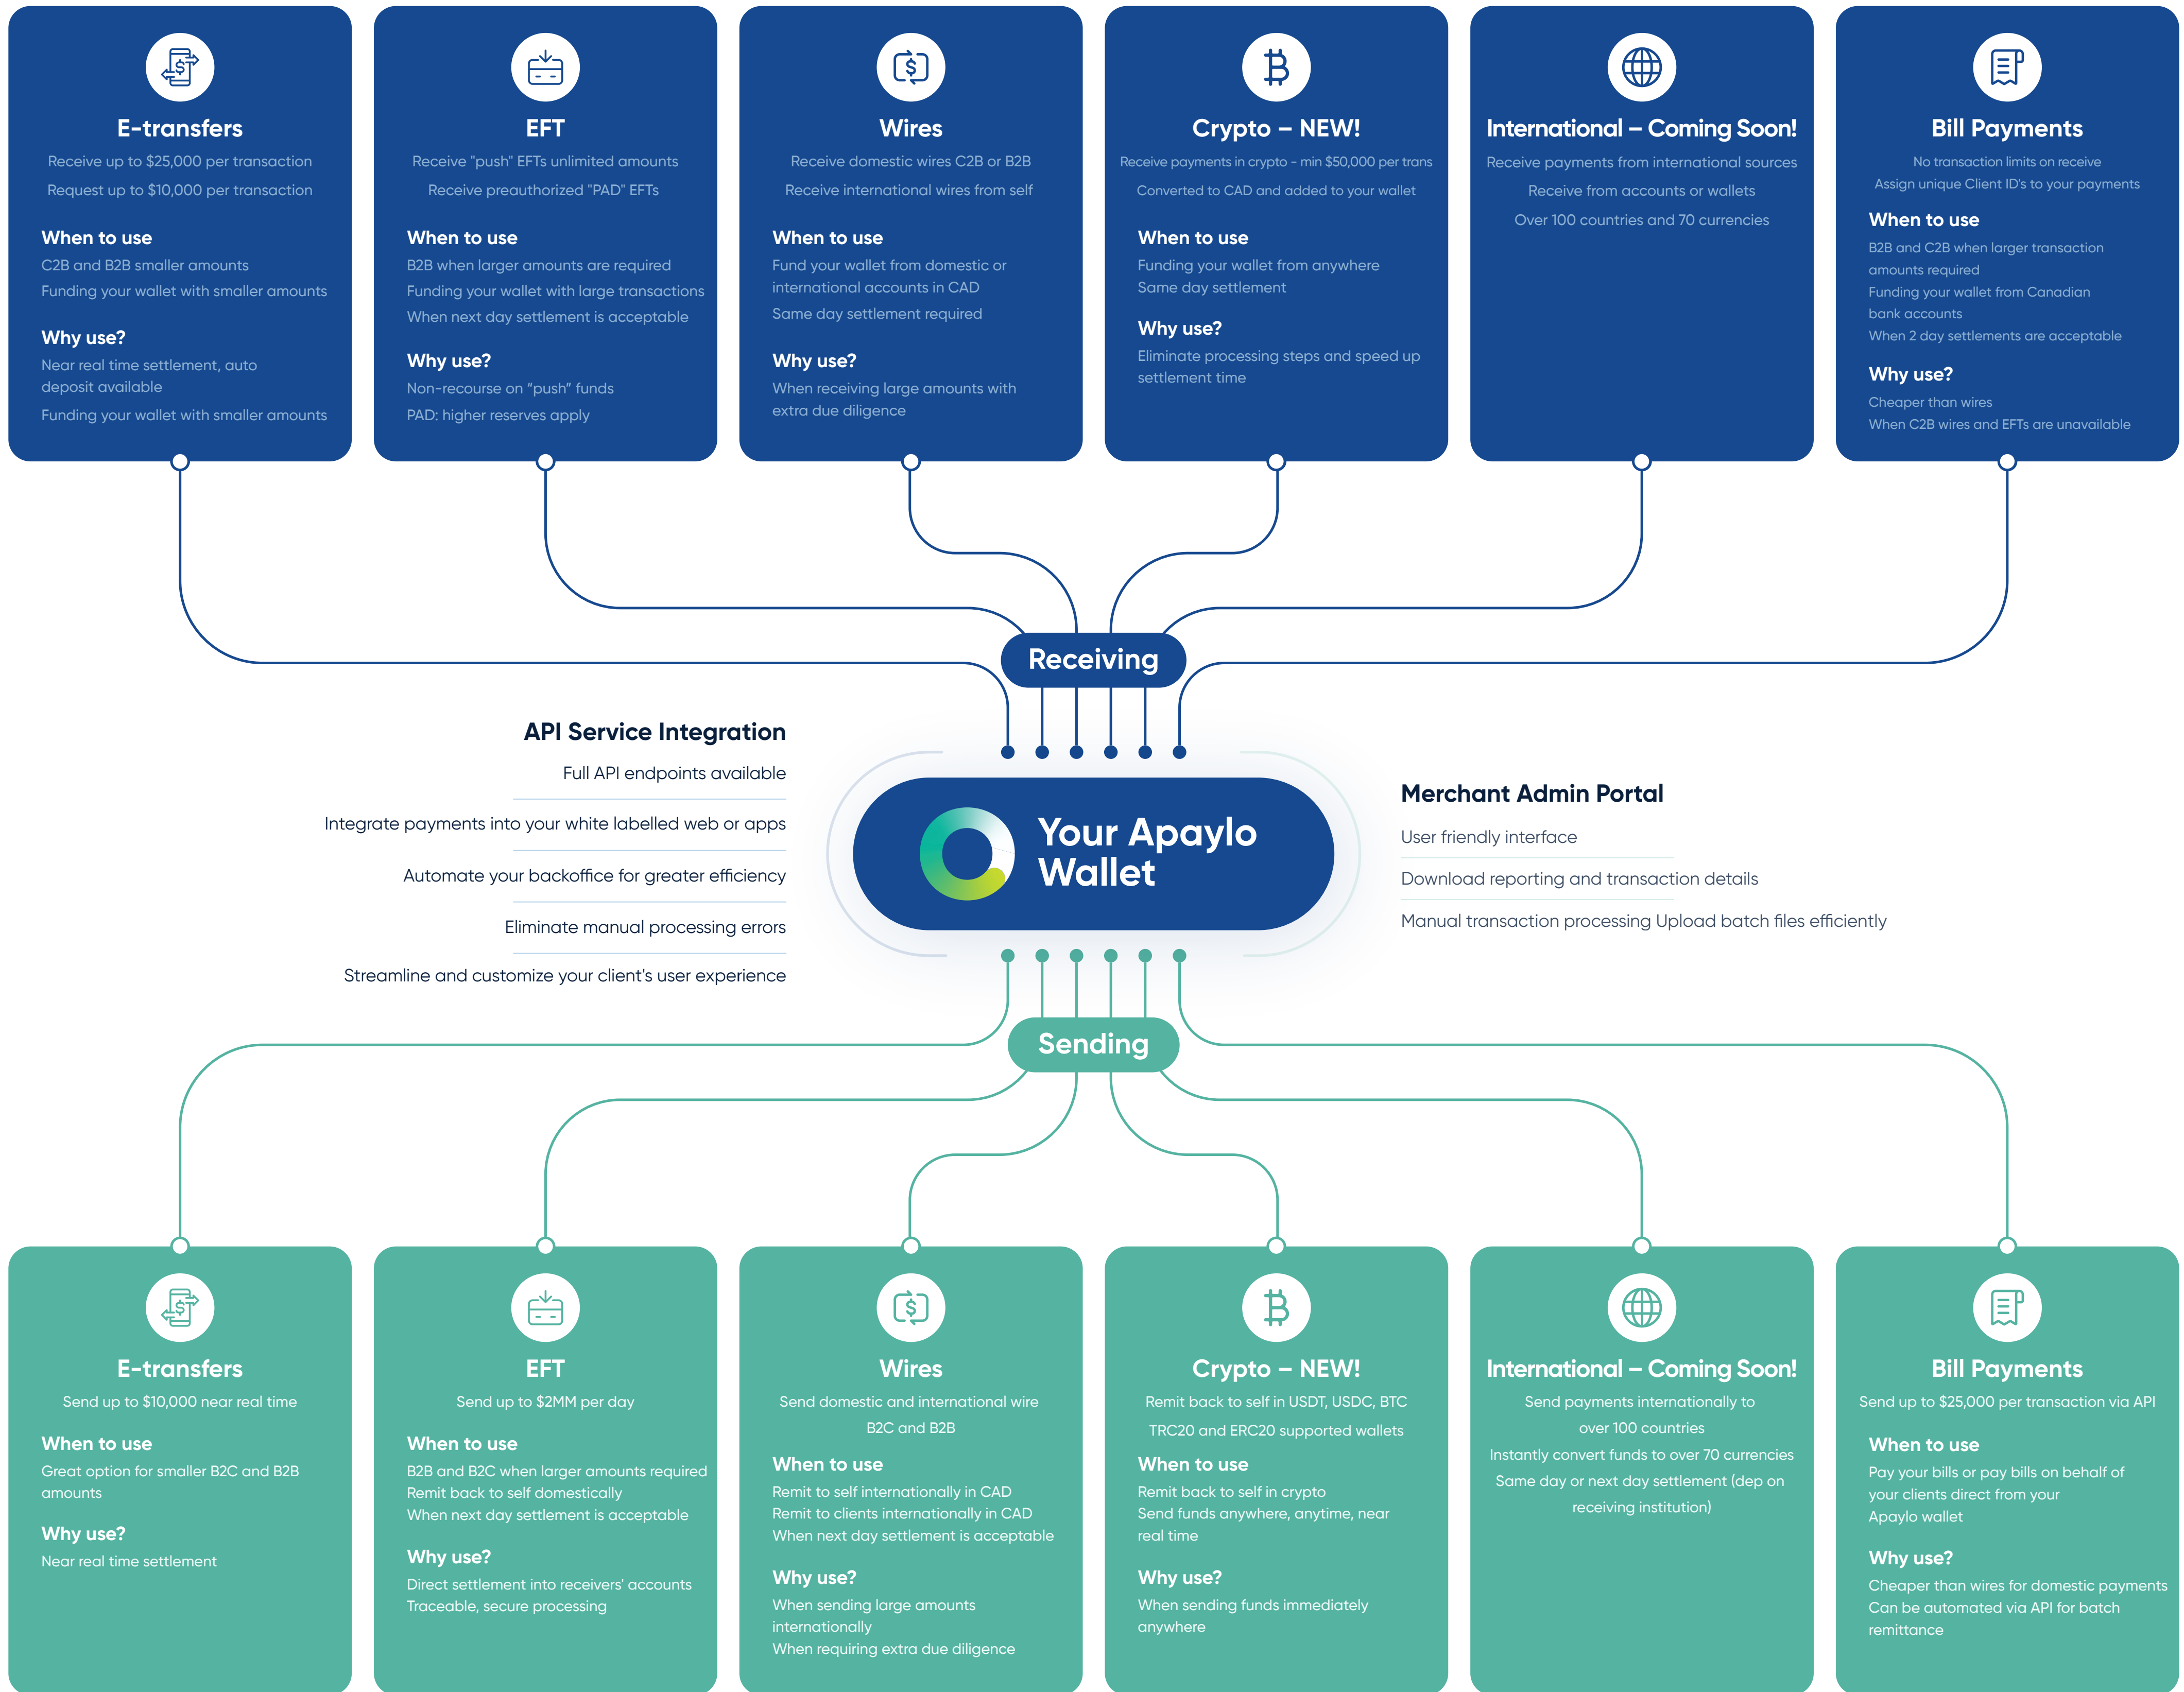 E-transfers
Receive up to $25,000 per transaction
Request up to $10,000 per transaction
When to use
C2B and B2B smaller amounts
Funding your wallet with smaller amounts
Why use?
Near real time settlement, auto
deposit available
Funding your wallet with smaller amounts
EFT
Receive "push" EFTs unlimited amounts
Receive preauthorized "PAD" EFTs
When to use
B2B when larger amounts are required
Funding your wallet with large transactions
When next day settlement is acceptable
Why use?
Non-recourse on “push” funds
PAD: higher reserves apply
Wires
Receive domestic wires C2B or B2B
Receive international wires from self
When to use
Fund your wallet from domestic or
international accounts in CAD
Same day settlement required
Why use?
When receiving large amounts with
extra due diligence
Crypto – NEW!
Receive payments in crypto - min $50,000 per trans
Converted to CAD and added to your wallet
When to use
Funding your wallet from anywhere
Same day settlement
Why use?
Eliminate processing steps and speed up
settlement time
International – Coming Soon!
Receive payments from international sources
Receive from accounts or wallets
Over 100 countries and 70 currencies
Bill Payments
No transaction limits on receive
Assign unique Client ID's to your payments
When to use
B2B and C2B when larger transaction
amounts required
Funding your wallet from Canadian
bank accounts
When 2 day settlements are acceptable
Why use?
Cheaper than wires
When C2B wires and EFTs are unavailable
Receiving
API Service Integration
Full API endpoints available
Integrate payments into your white labelled web or apps
Automate your backoffice for greater efficiency
Eliminate manual processing errors
Streamline and customize your client's user experience
Your Apaylo
Wallet
Merchant Admin Portal
User friendly interface
Download reporting and transaction details
Manual transaction processing Upload batch files efficiently
Sending
E-transfers
Send up to $10,000 near real time
When to use
Great option for smaller B2C and B2B
amounts
Why use?
Near real time settlement
EFT
Send up to $2MM per day
When to use
B2B and B2C when larger amounts required
Remit back to self domestically
When next day settlement is acceptable
Why use?
Direct settlement into receivers' accounts
Traceable, secure processing
Wires
Send domestic and international wire
B2C and B2B
When to use
Remit to self internationally in CAD
Remit to clients internationally in CAD
When next day settlement is acceptable
Why use?
When sending large amounts
internationally
When requiring extra due diligence
Crypto – NEW!
Remit back to self in USDT, USDC, BTC
TRC20 and ERC20 supported wallets
When to use
Remit back to self in crypto
Send funds anywhere, anytime, near
real time
Why use?
When sending funds immediately
anywhere
International – Coming Soon!
Send payments internationally to
over 100 countries
Instantly convert funds to over 70 currencies
Same day or next day settlement (dep on
receiving institution)
Bill Payments
Send up to $25,000 per transaction via API
When to use
Pay your bills or pay bills on behalf of
your clients direct from your
Apaylo wallet
Why use?
Cheaper than wires for domestic payments
Can be automated via API for batch
remittance